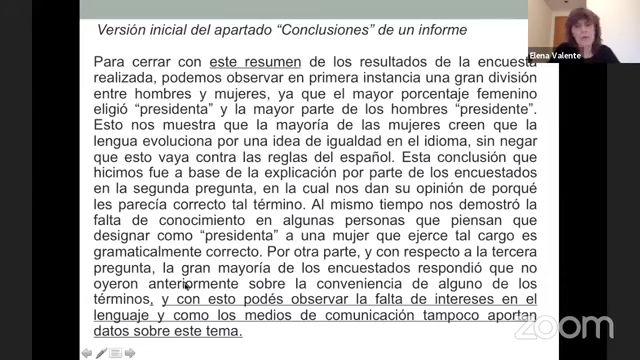 Versión inicial del apartado “Conclusiones” de un informe
Elena Valente
Para cerrar con este resumen de los resultados de la encuesta
realizada, podemos observar en primera instancia una gran división
entre hombres y mujeres, ya que el mayor porcentaje femenino
eligió “presidenta” y la mayor parte de los hombres “presidente”.
Esto nos muestra que la mayoría de las mujeres creen que la
lengua evoluciona por una idea de igualdad en el idioma, sin negar
que esto vaya contra las reglas del español. Esta conclusión que
hicimos fue a base de la explicación por parte de los encuestados
en la segunda pregunta, en la cual nos dan su opinión de porqué
les parecía correcto tal término. Al mismo tiempo nos demostró la
falta de conocimiento en algunas personas que piensan que
designar como “presidenta” a una mujer que ejerce tal cargo es
gramaticalmente correcto. Por otra parte, y con respecto a la tercera
pregunta, la gran mayoría de los encuestados respondió que no
oyeron anteriormente sobre la conveniencia de alguno de los
términos, y con esto podés observar la falta de intereses en el
lenguaje y como los medios de comunicación tampoco aportan
datos sobre este tema.
zoom